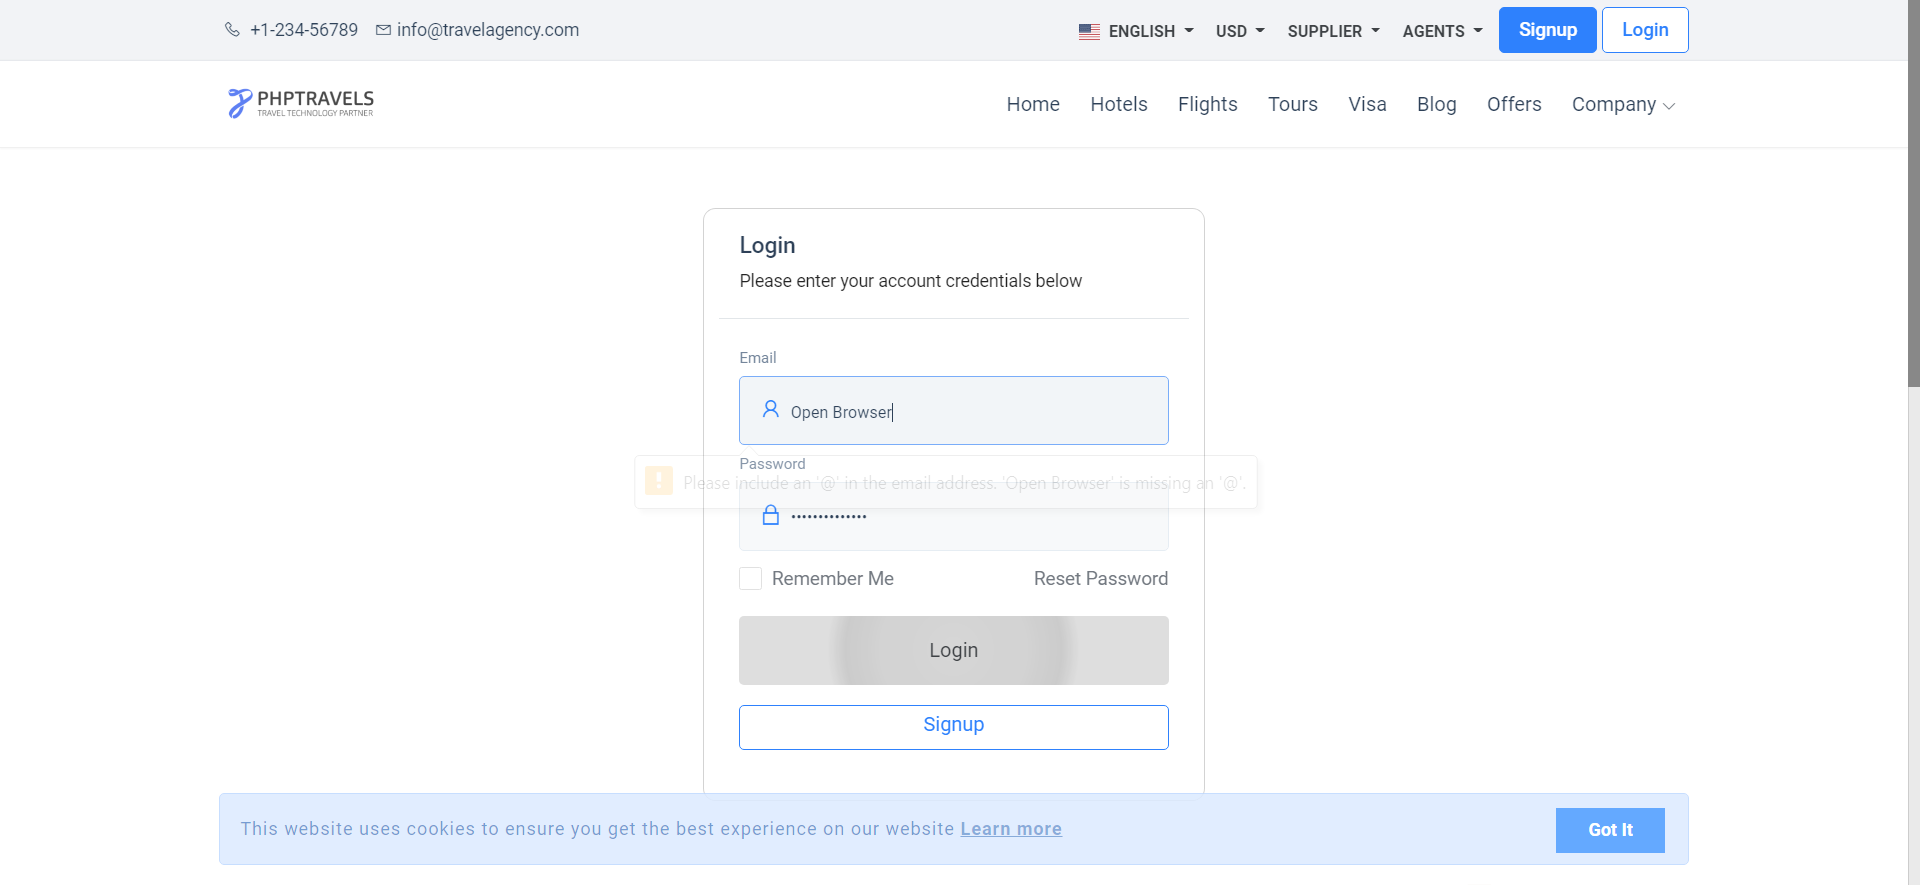 +1-234-56789 info@travelagency.com ENGLISH USD SUPPLIER AGENTS Signup Login
PHPTRAVELS
TRAVEL TECHNOLOGY PARTNER
Home Hotels Flights Tours Visa Blog Offers Company
Login
Please enter your account credentials below
Email
Open Browser
Password
Please include an '@' in the email address. 'Open Browser' is missing an '@'.
••••••••••••••
Remember Me Reset Password
Login
Signup
This website uses cookies to ensure you get the best experience on our website Learn more
Got It